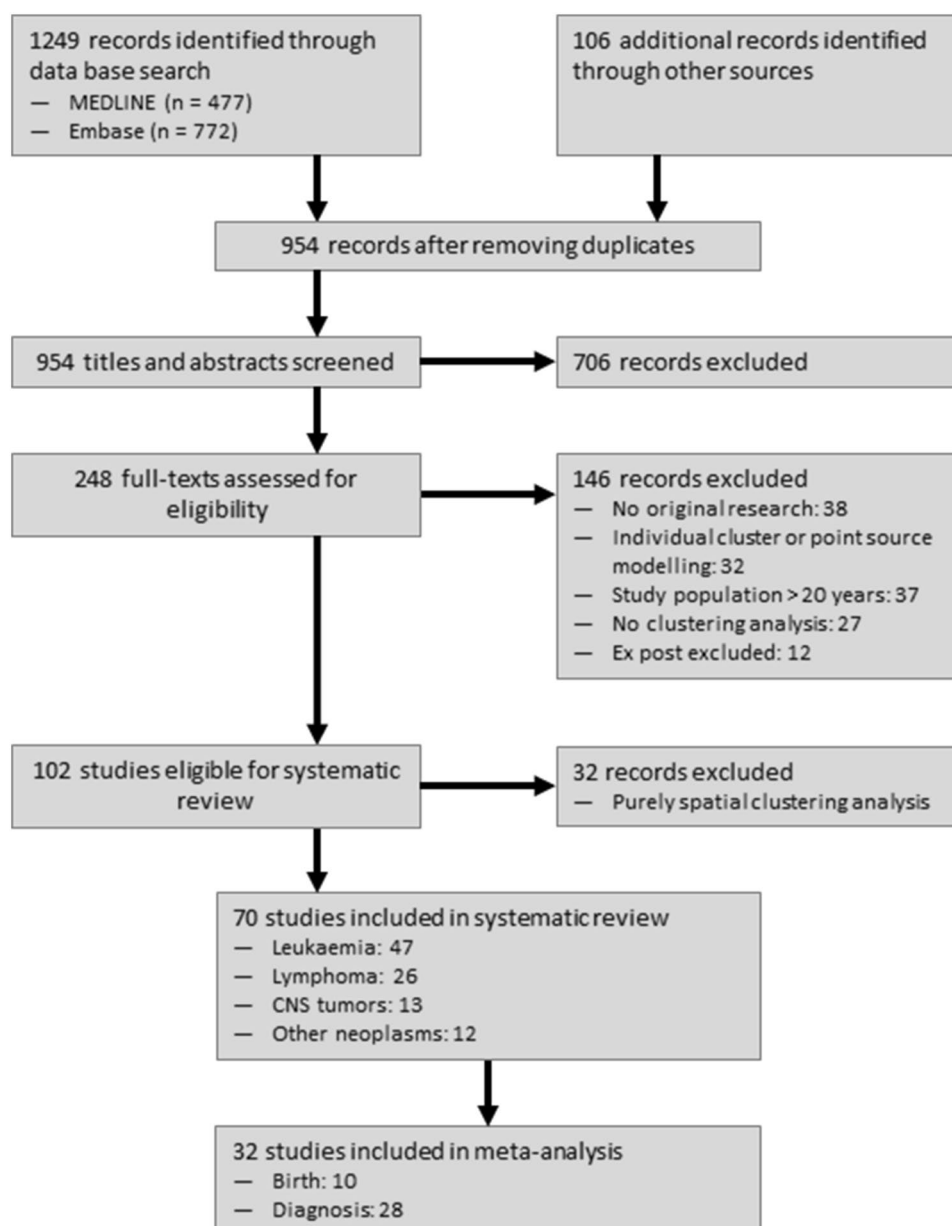 1249 records identified through
data base search
— MEDLINE (n = 477)
— Embase (n = 772)
106 additional records identified
through other sources
954 records after removing duplicates
954 titles and abstracts screened
706 records excluded
248 full-texts assessed for
eligibility
146 records excluded
— No original research: 38
— Individual cluster or point source
modelling: 32
— Study population > 20 years: 37
— No clustering analysis: 27
— Ex post excluded: 12
102 studies eligible for systematic
review
32 records excluded
— Purely spatial clustering analysis
70 studies included in systematic review
— Leukaemia: 47
— Lymphoma: 26
— CNS tumors: 13
— Other neoplasms: 12
32 studies included in meta-analysis
— Birth: 10
— Diagnosis: 28